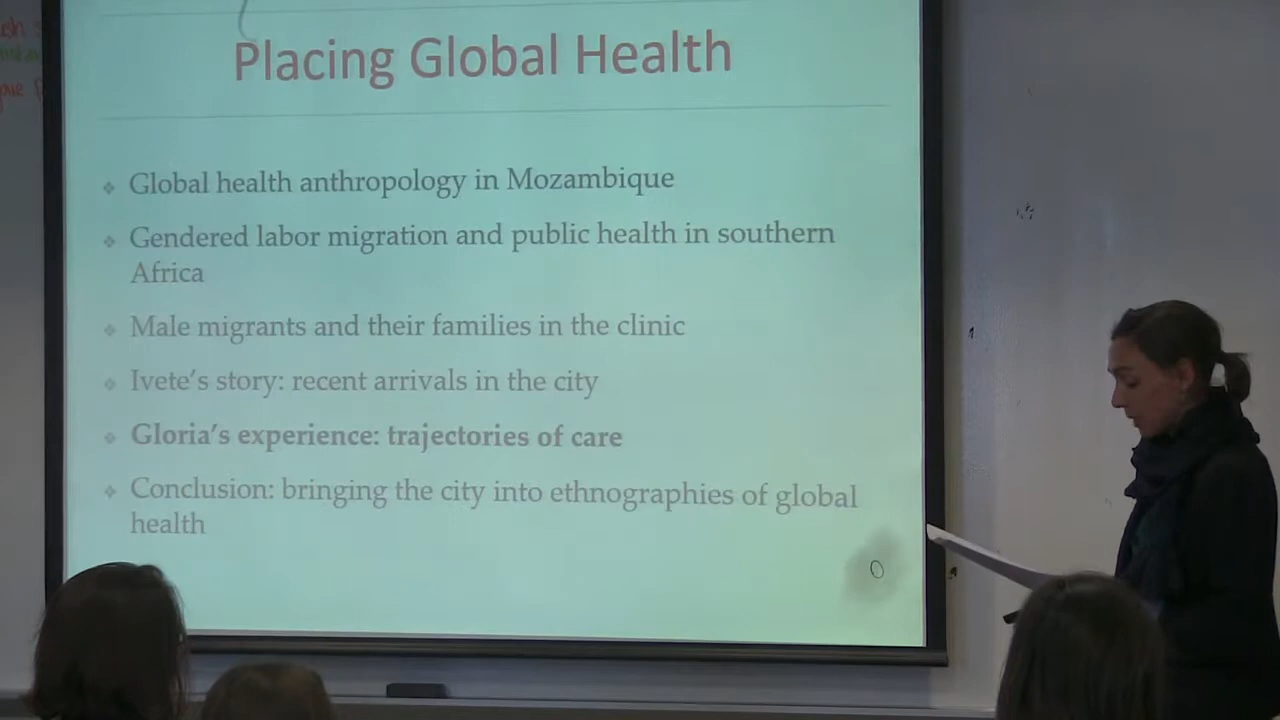 Placing Global Health
❖ Global health anthropology in Mozambique
❖ Gendered labor migration and public health in southern
Africa
❖ Male migrants and their families in the clinic
❖ Ivete's story: recent arrivals in the city
❖ Gloria's experience: trajectories of care
❖ Conclusion: bringing the city into ethnographies of global
health